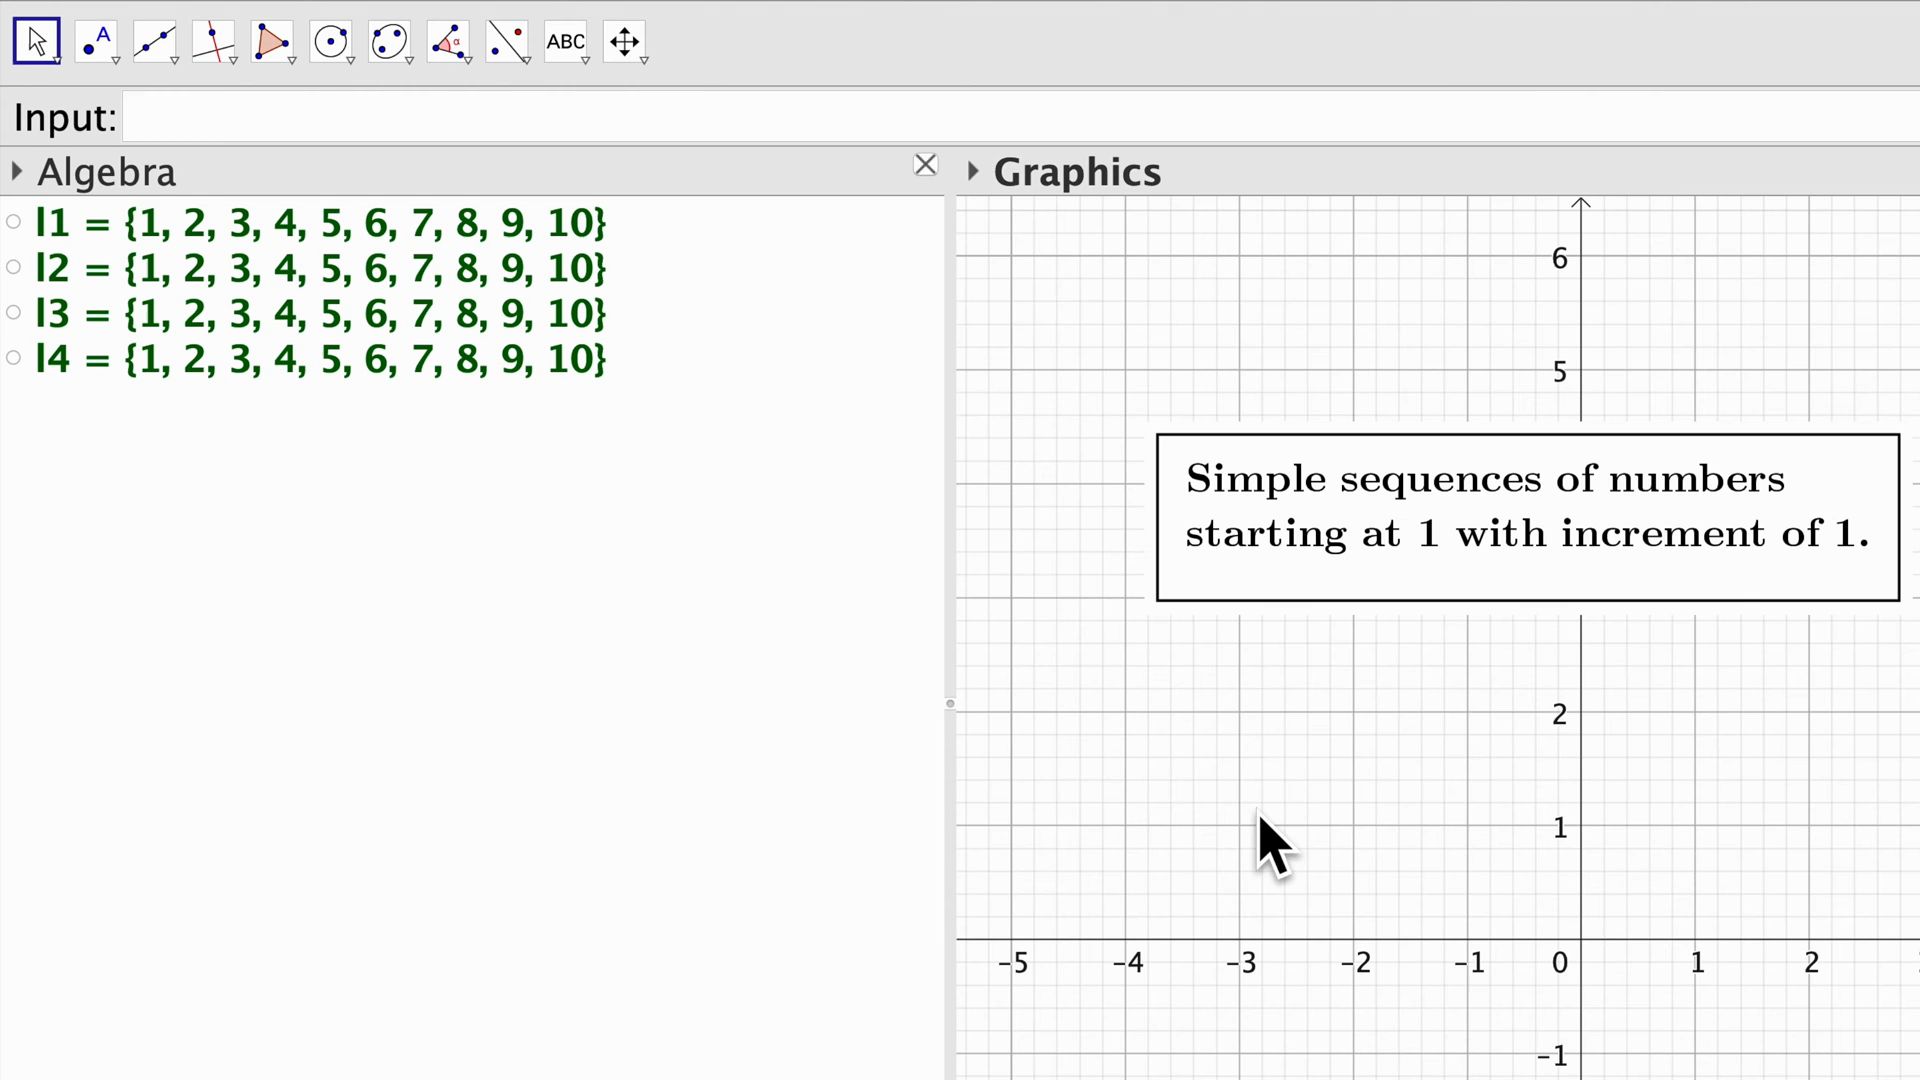 A
α
ABC
Input:
Algebra
Graphics
l1 = {1, 2, 3, 4, 5, 6, 7, 8, 9, 10}
l2 = {1, 2, 3, 4, 5, 6, 7, 8, 9, 10}
l3 = {1, 2, 3, 4, 5, 6, 7, 8, 9, 10}
l4 = {1, 2, 3, 4, 5, 6, 7, 8, 9, 10}
6
5
Simple sequences of numbers
starting at 1 with increment of 1.
2
1
-5 -4 -3 -2 -1 0 1 2
-1